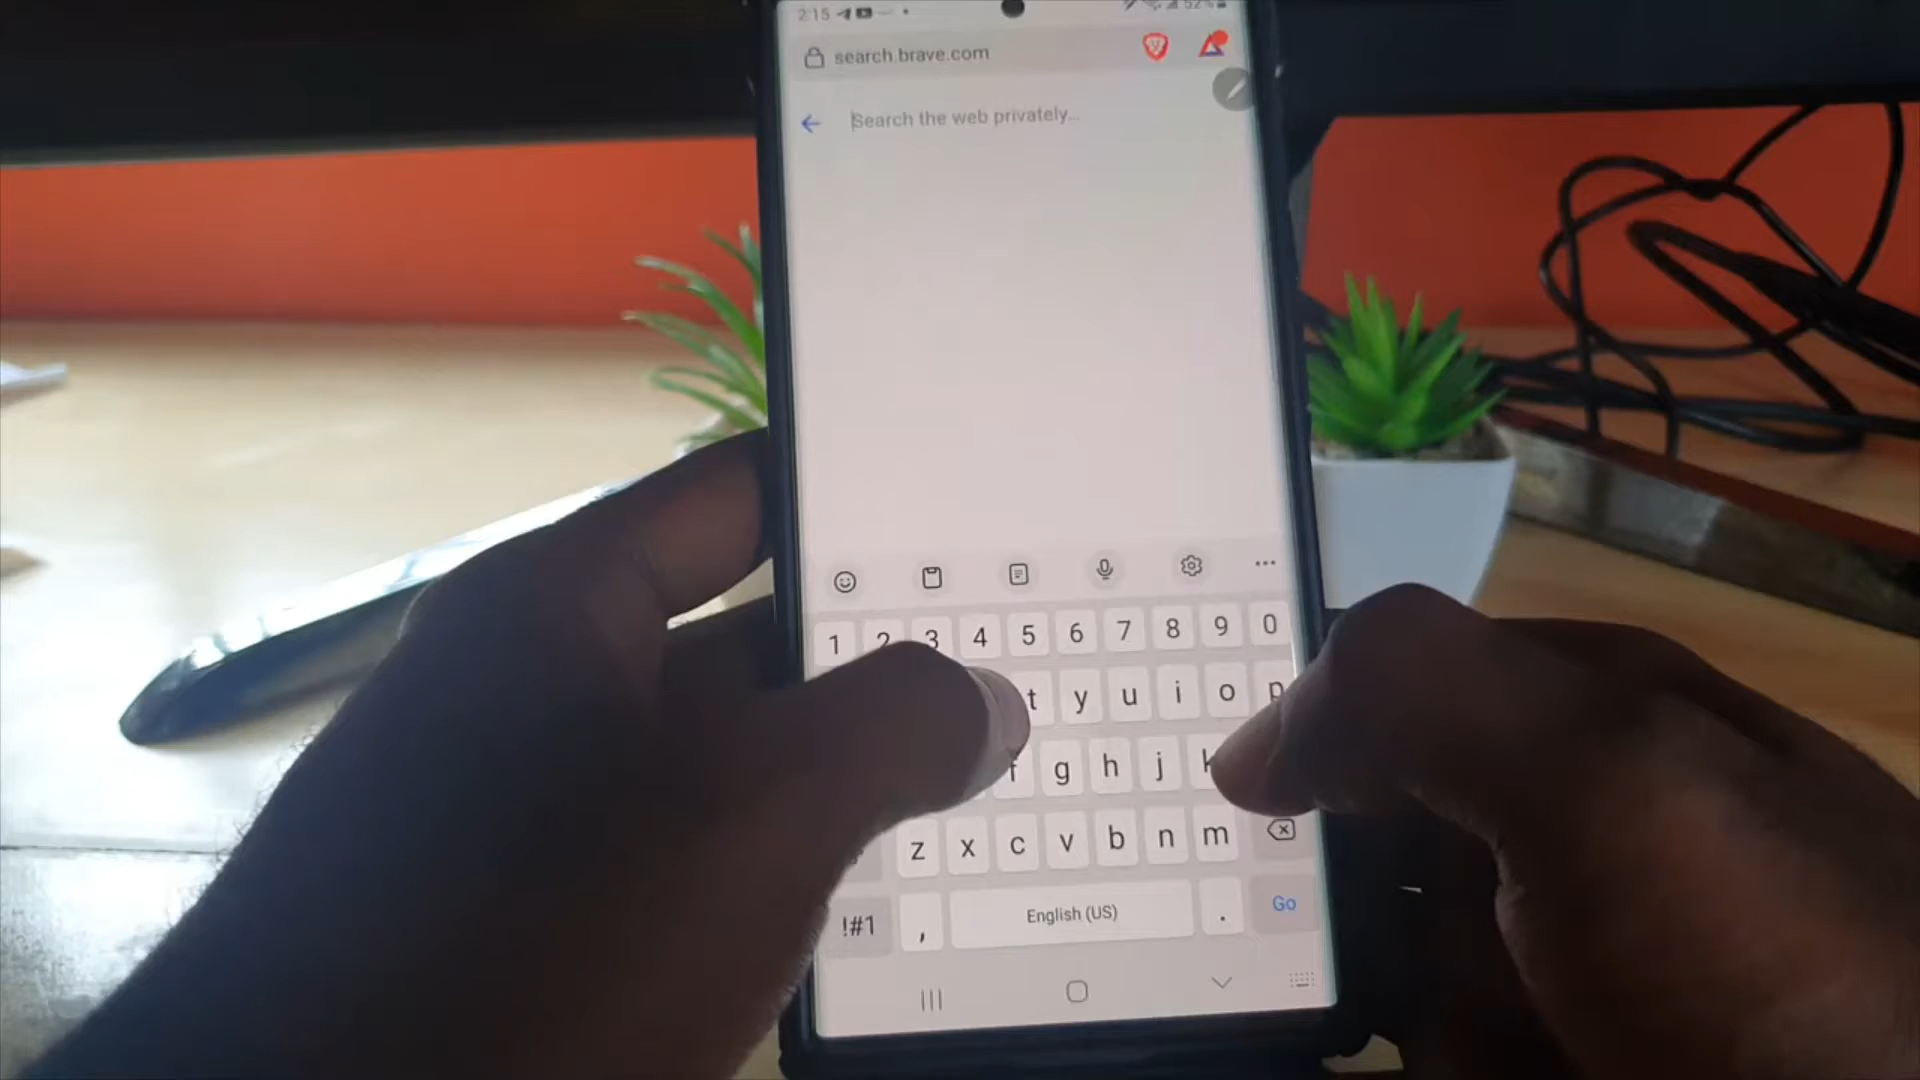 2:15 52%
search.brave.com
Search the web privately...
1 2 3 4 5 6 7 8 9 0
t y u i o p
f g h j k
z x c v b n m
!#1 , English (US) . Go